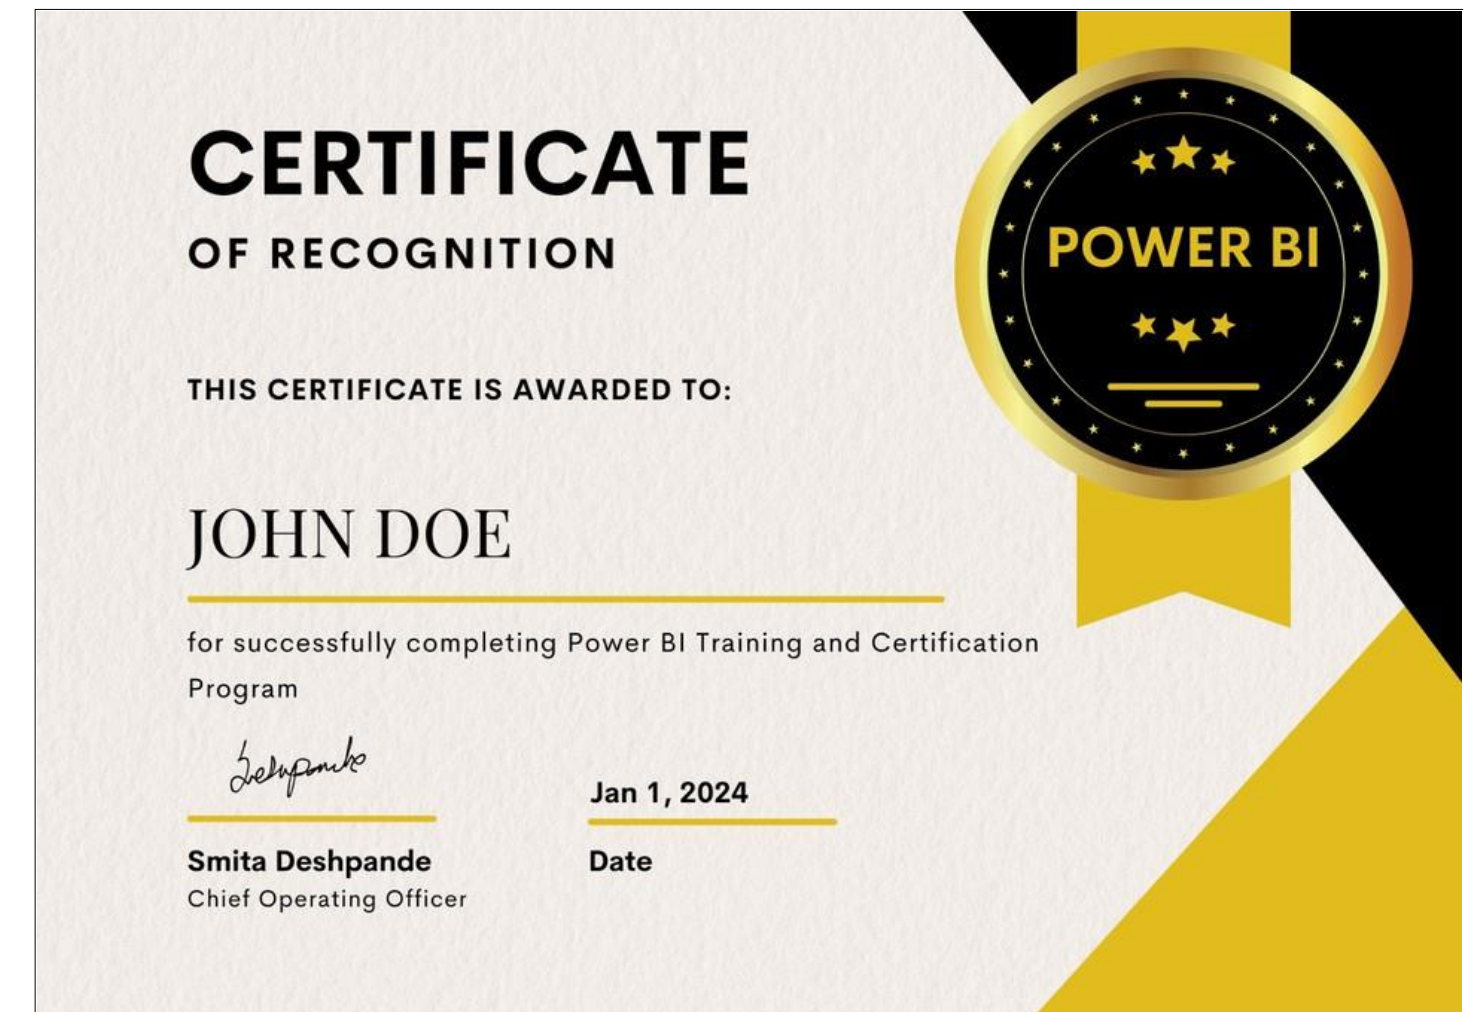 CERTIFICATE
OF RECOGNITION
POWER BI
THIS CERTIFICATE IS AWARDED TO:
JOHN DOE
for successfully completing Power BI Training and Certification
Program
Deshpande
Jan 1, 2024
Smita Deshpande
Date
Chief Operating Officer